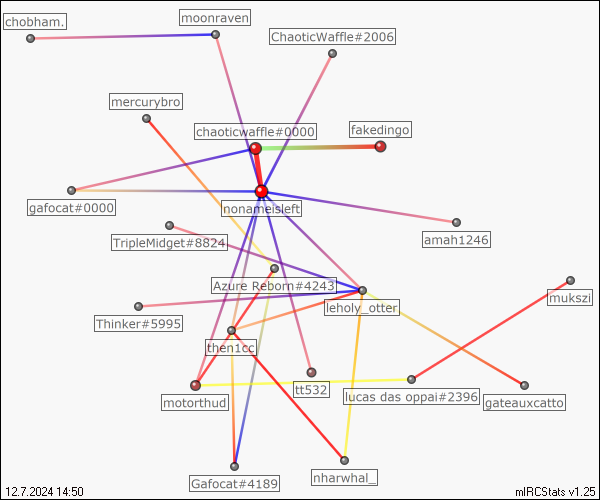 chobham.
moonraven
ChaoticWaffle#2006
mercurybro
chaoticwaffle#0000
fakedingo
gafocat#0000
nonameisleft
TripleMidget#8824
amah1246
Azure Reborn#4243
leholy_otter
mukszi
Thinker#5995
then1cc
tt532
motorthud
lucas das oppai#2396
gateauxcatto
Gafocat#4189
nharwhal_
12.7.2024 14:50
mIRCStats v1.25